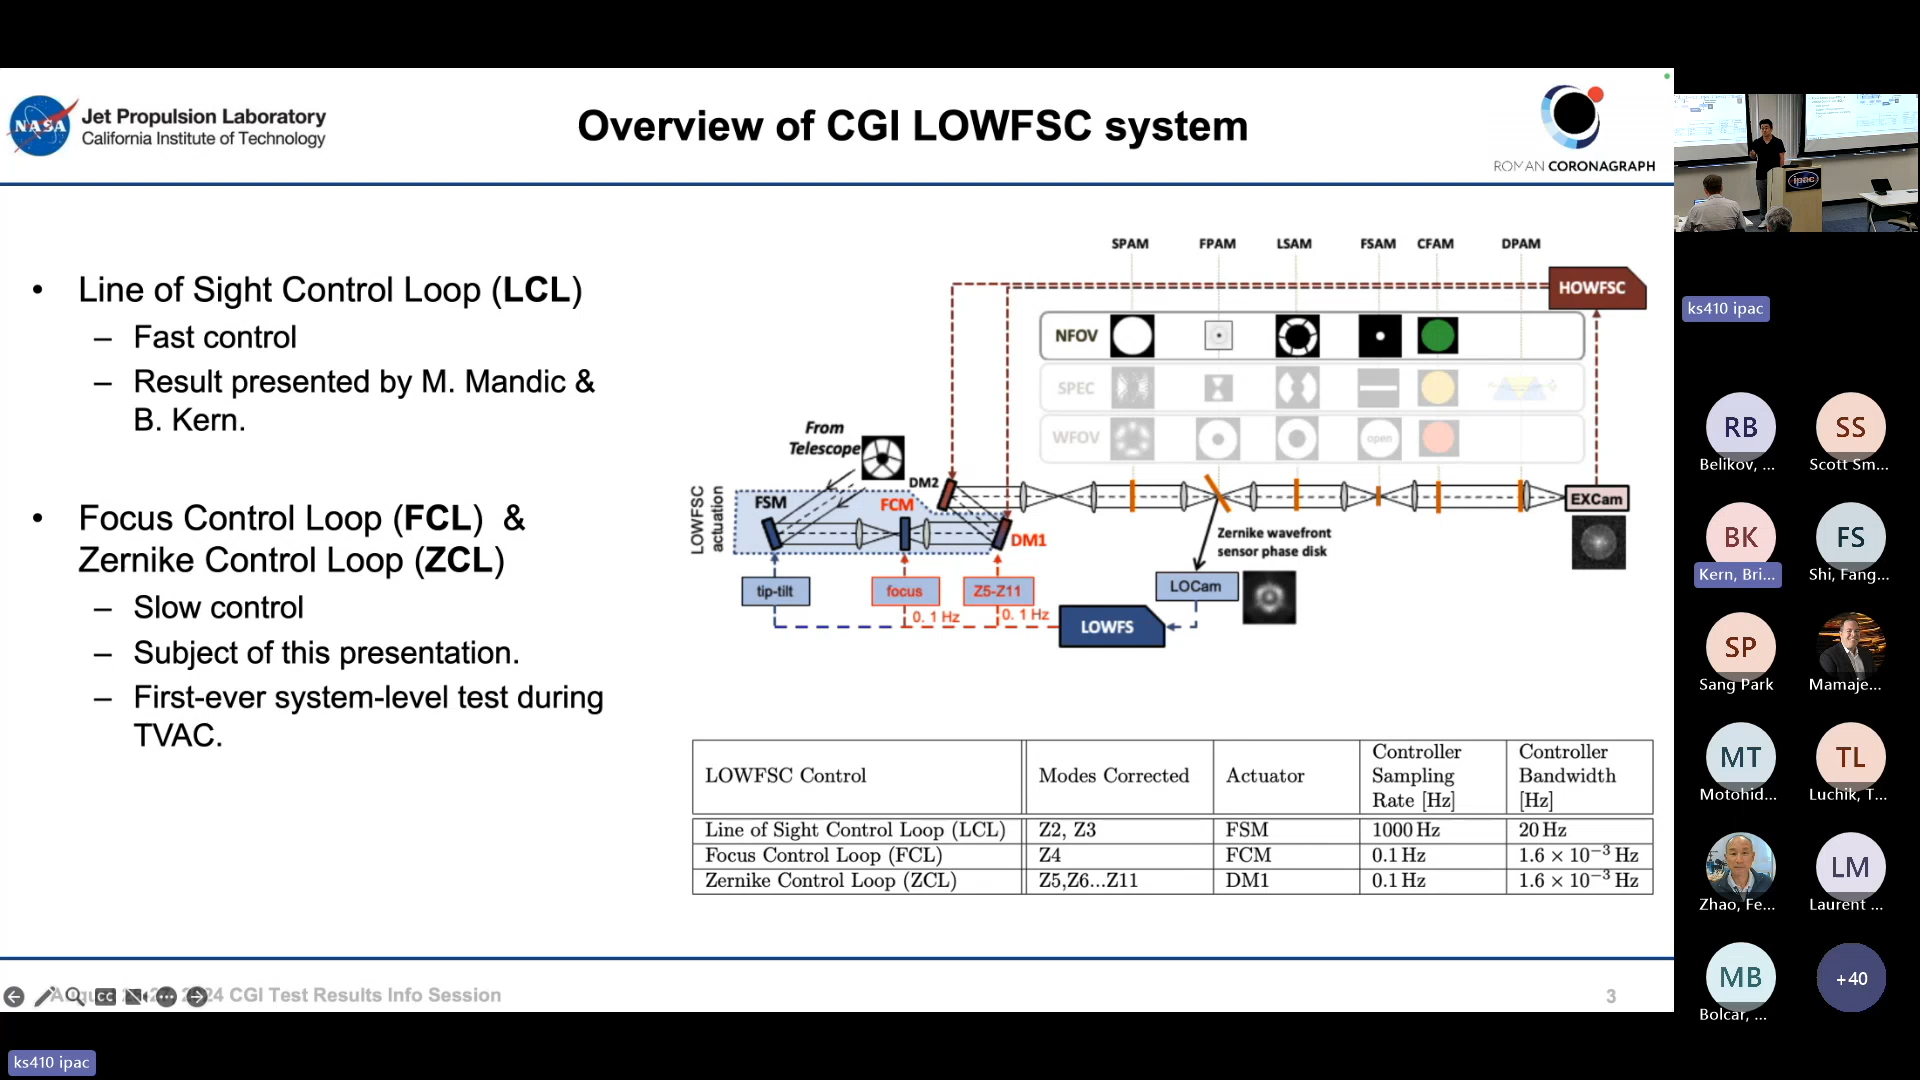 NASA
Jet Propulsion Laboratory
California Institute of Technology
Overview of CGI LOWFSC system
ROMAN CORONAGRAPH
• Line of Sight Control Loop (LCL)
– Fast control
– Result presented by M. Mandic &
B. Kern.
• Focus Control Loop (FCL) &
Zernike Control Loop (ZCL)
– Slow control
– Subject of this presentation.
– First-ever system-level test during
TVAC.
SPAM FPAM LSAM FSAM CFAM DPAM
HOWFSC
NFOV
SPEC
WFOV
open
From
Telescope
DM2
LOWFSC
actuation
FSM
FCM
DM1
EXCam
Zernike wavefront
sensor phase disk
tip-tilt
focus
Z5-Z11
LOCam
0. 1 Hz
0. 1 Hz
LOWFS
LOWFSC Control Modes Corrected Actuator Controller Sampling Rate [Hz] Controller Bandwidth [Hz]
Line of Sight Control Loop (LCL) Z2, Z3 FSM 1000 Hz 20 Hz
Focus Control Loop (FCL) Z4 FCM 0.1 Hz 1.6 × 10⁻³ Hz
Zernike Control Loop (ZCL) Z5,Z6...Z11 DM1 0.1 Hz 1.6 × 10⁻³ Hz
24 CGI Test Results Info Session
3
cc
ks410 ipac
ipac
ks410 ipac
RB
Belikov, ...
SS
Scott Sm...
BK
Kern, Bri...
FS
Shi, Fang...
SP
Sang Park
Mamaje...
MT
Motohid...
TL
Luchik, T...
Zhao, Fe...
LM
Laurent ...
MB
Bolcar, ...
+40